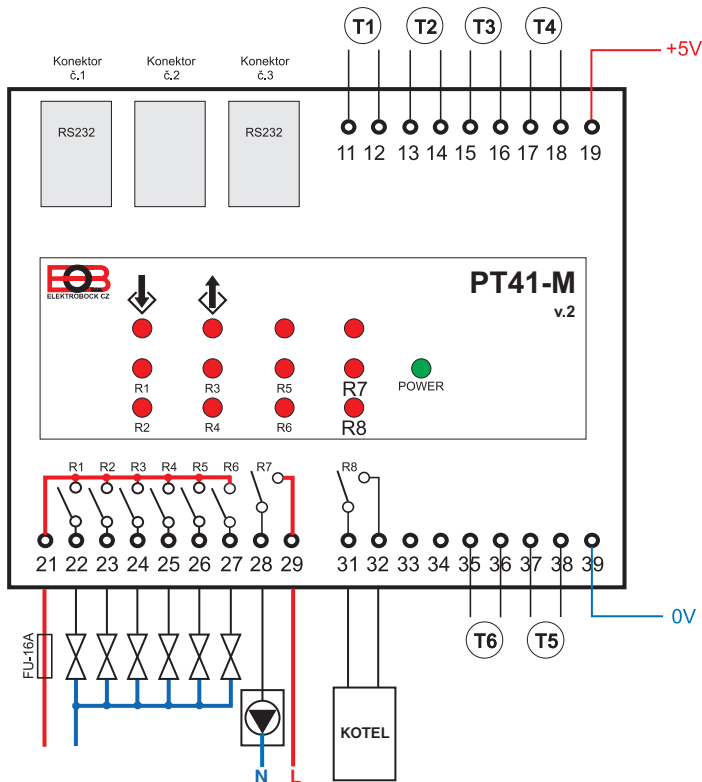 T1 T2 T3 T4
+5V
Konektor Konektor Konektor
č.1 č.2 č.3
RS232 RS232
11 12 13 14 15 16 17 18 19
ELEKTROBOCK CZ
PT41-M
v.2
R1 R3 R5 R7 POWER
R2 R4 R6 R8
R1 R2 R3 R4 R5 R6 R7 R8
21 22 23 24 25 26 27 28 29 31 32 33 34 35 36 37 38 39
0V
T6 T5
FU-16A
KOTEL
N L